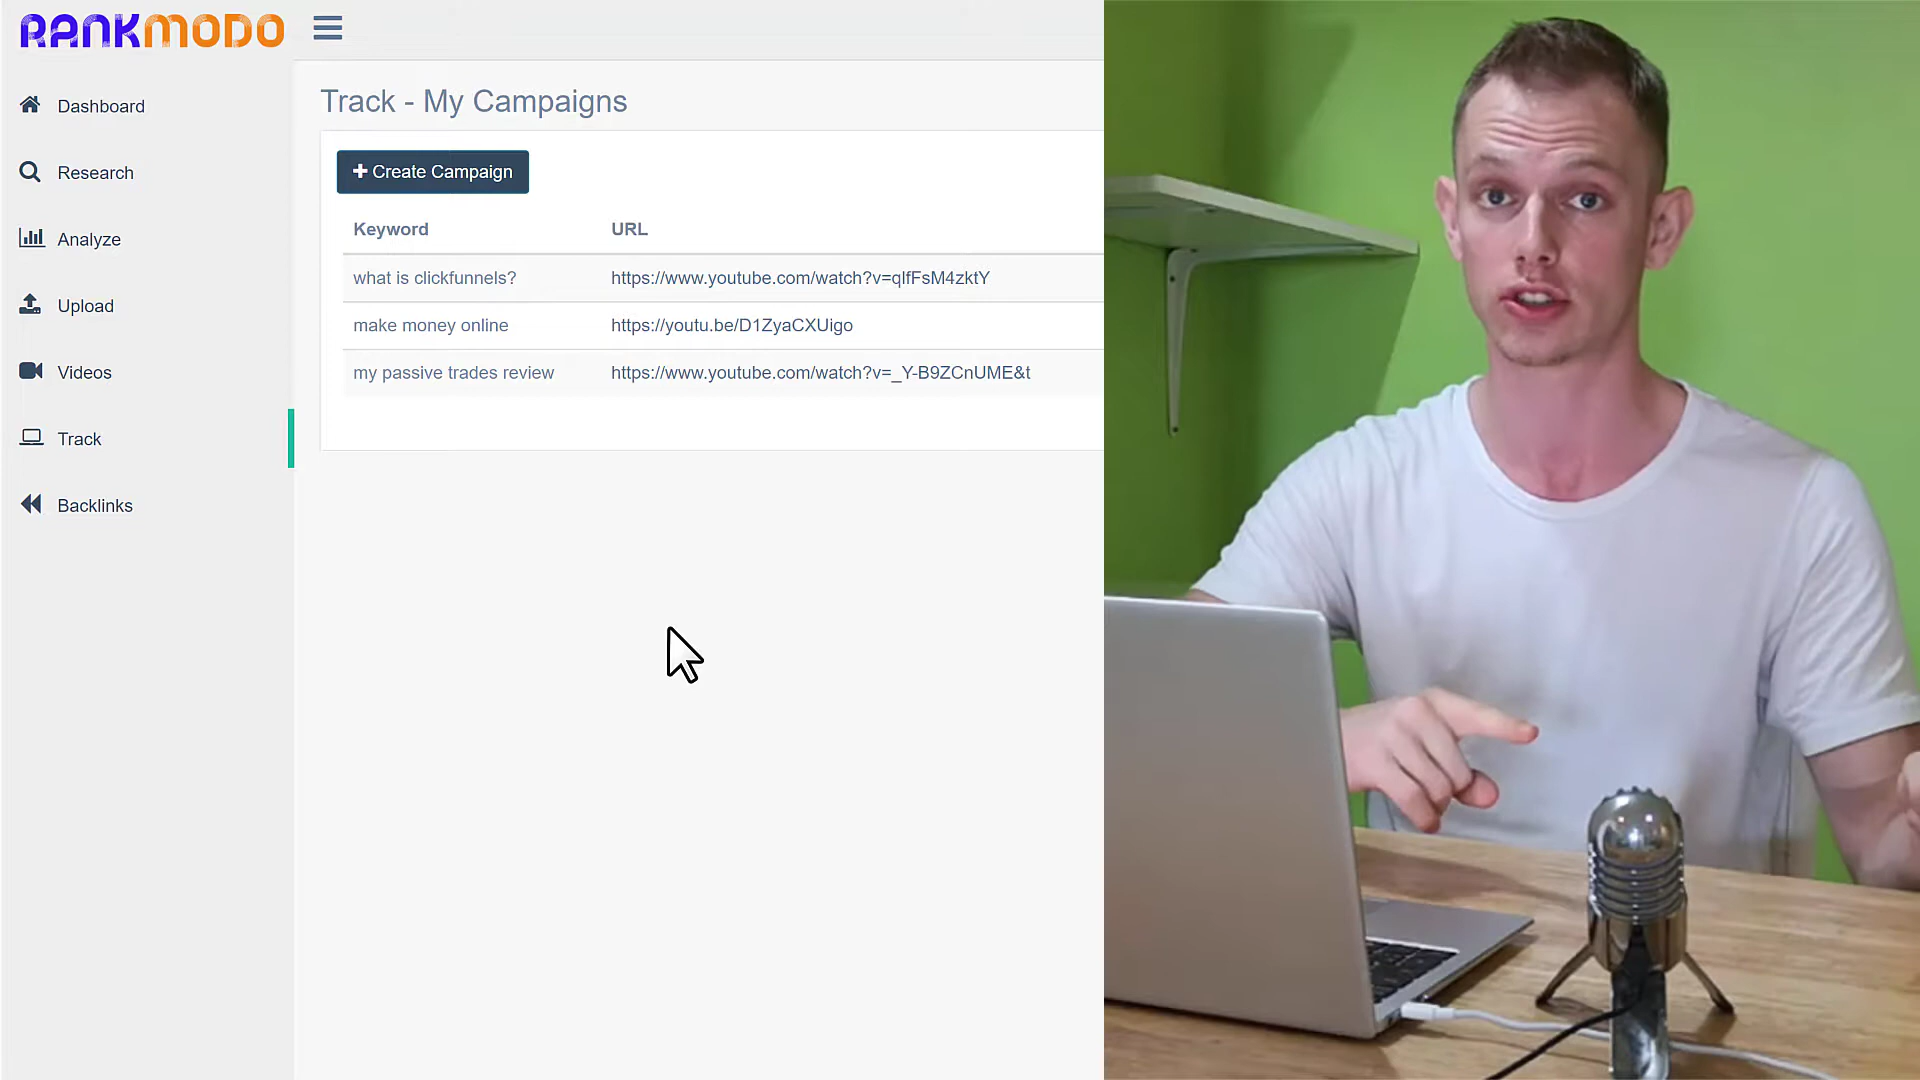 RANKMODO
Dashboard
Research
Analyze
Upload
Videos
Track
Backlinks
Track - My Campaigns
Create Campaign
Keyword URL
what is clickfunnels? https://www.youtube.com/watch?v=qlfFsM4zktY
make money online https://youtu.be/D1ZyaCXUigo
my passive trades review https://www.youtube.com/watch?v=_Y-B9ZCnUME&t